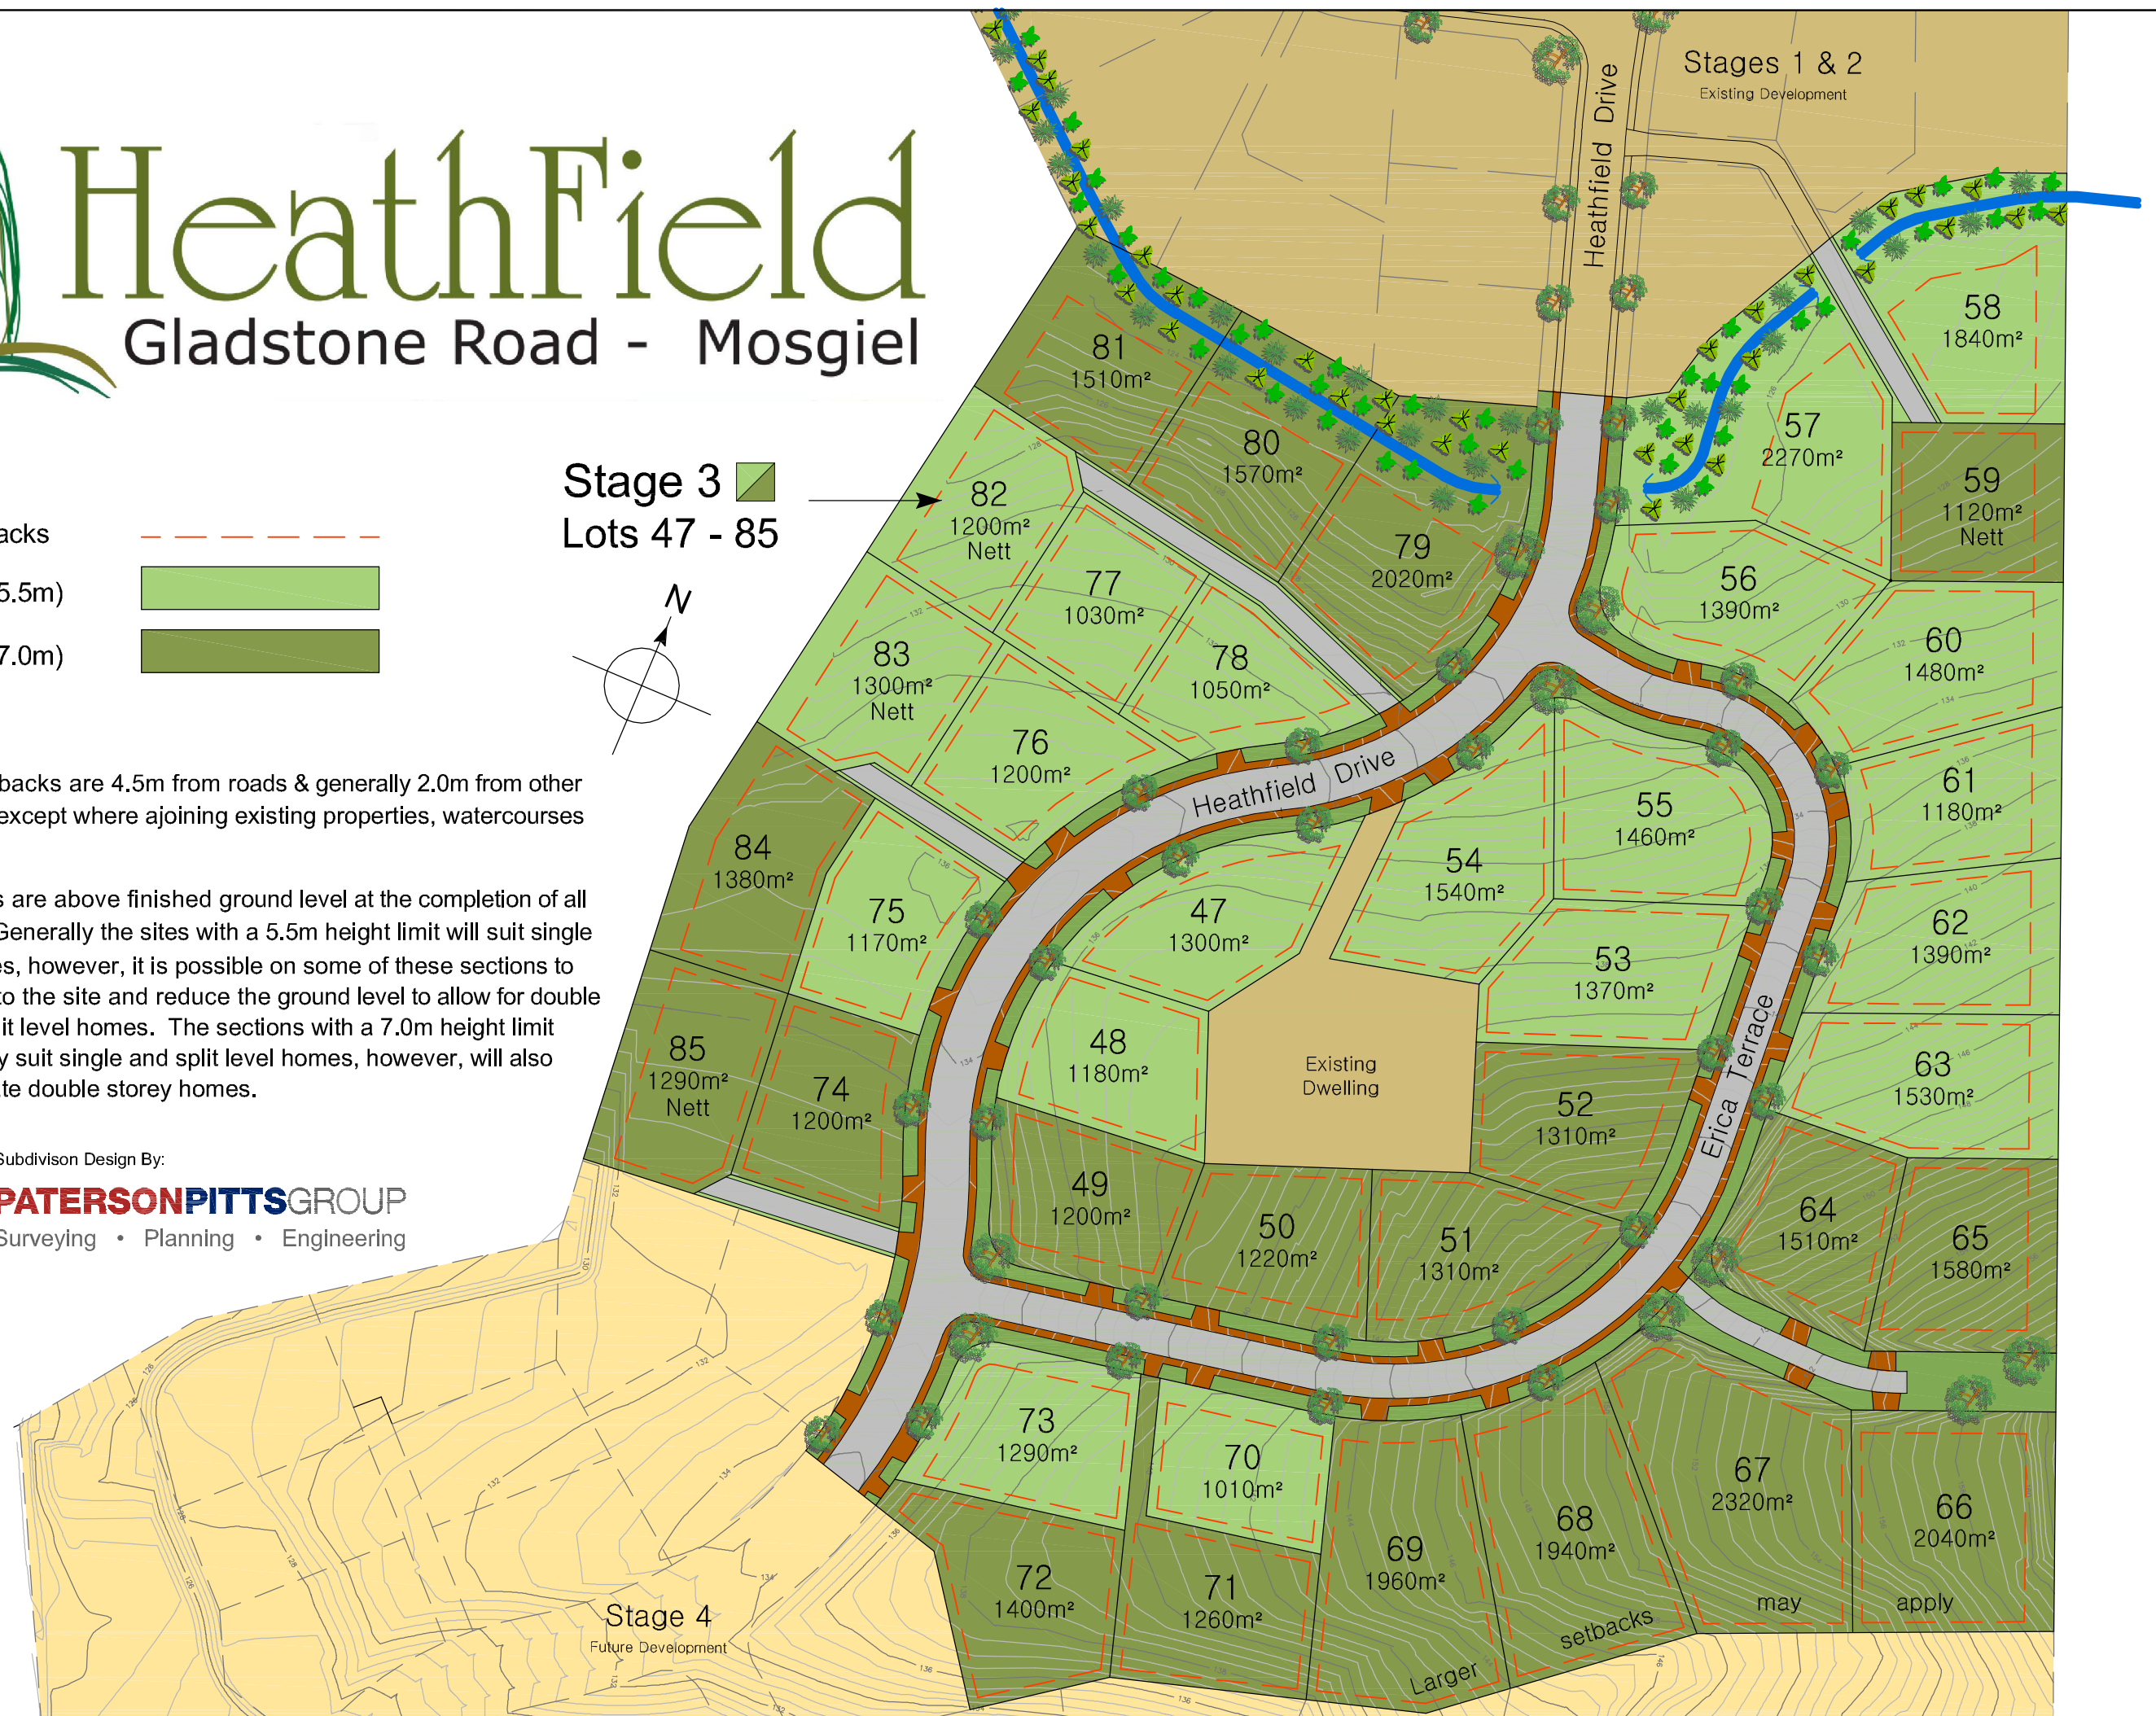 HeathField
Gladstone Road - Mosgiel
Stages 1 & 2
Existing Development
Heathfield Drive
Stage 3
Lots 47 - 85
N
acks
5.5m)
7.0m)
backs are 4.5m from roads & generally 2.0m from other
except where ajoining existing properties, watercourses
s are above finished ground level at the completion of all
Generally the sites with a 5.5m height limit will suit single
es, however, it is possible on some of these sections to
to the site and reduce the ground level to allow for double
it level homes. The sections with a 7.0m height limit
y suit single and split level homes, however, will also
te double storey homes.
Subdivison Design By:
PATERSONPITTSGROUP
Surveying • Planning • Engineering
58
1840m²
81
1510m²
80
1570m²
57
2270m²
59
1120m²
Nett
82
1200m²
Nett
79
2020m²
77
1030m²
56
1390m²
60
1480m²
83
1300m²
Nett
78
1050m²
76
1200m²
Heathfield Drive
61
1180m²
55
1460m²
84
1380m²
54
1540m²
75
1170m²
47
1300m²
62
1390m²
53
1370m²
Erica Terrace
85
1290m²
Nett
48
1180m²
Existing
Dwelling
63
1530m²
74
1200m²
52
1310m²
49
1200m²
50
1220m²
51
1310m²
64
1510m²
65
1580m²
73
1290m²
70
1010m²
67
2320m²
66
2040m²
68
1940m²
69
1960m²
72
1400m²
71
1260m²
Larger setbacks may apply
Stage 4
Future Development